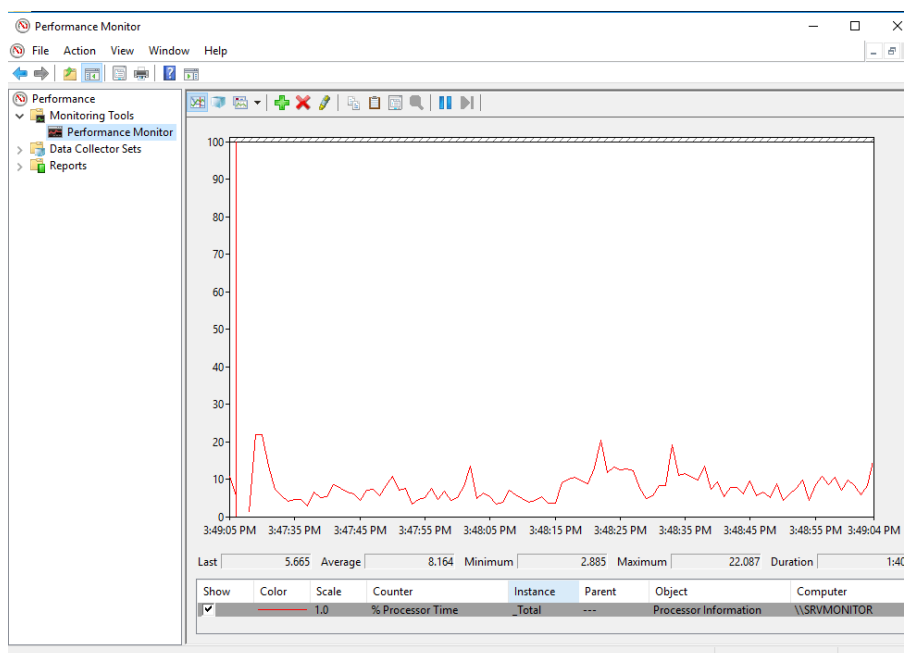 Performance Monitor
File Action View Window Help
Performance
Monitoring Tools
Performance Monitor
Data Collector Sets
Reports
100
90
80
70
60
50
40
30
20
10
0
3:49:05 PM 3:47:35 PM 3:47:45 PM 3:47:55 PM 3:48:05 PM 3:48:15 PM 3:48:25 PM 3:48:35 PM 3:48:45 PM 3:48:55 PM 3:49:04 PM
Last 5.665 Average 8.164 Minimum 2.885 Maximum 22.087 Duration 1:40
Show Color Scale Counter Instance Parent Object Computer
1.0 % Processor Time _Total --- Processor Information \\SRVMONITOR